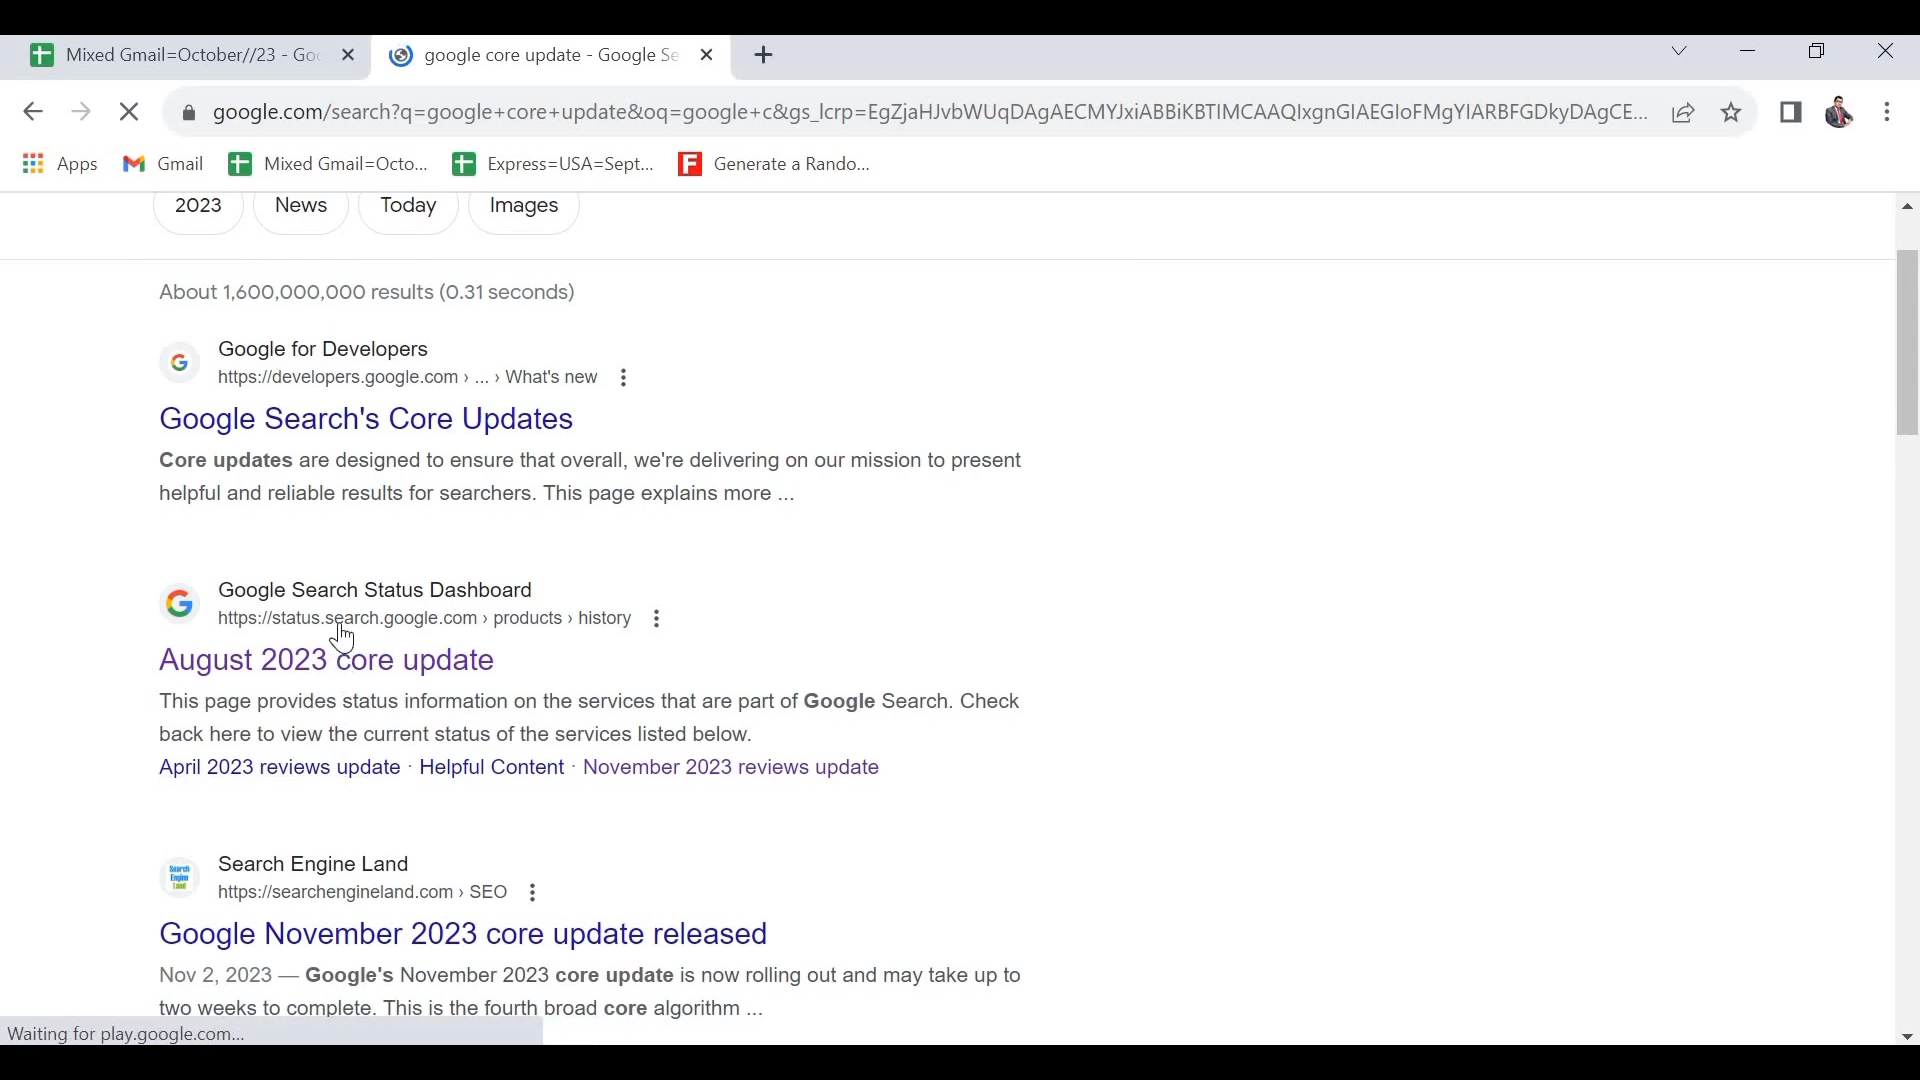 Mixed Gmail=October//23 - Goo
google core update - Google Se
google.com/search?q=google+core+update&oq=google+c&gs_lcrp=EgZjaHJvbWUqDAgAECMYJxiABBiKBTIMCAAQIxgnGIAEGIoFMgYIARBFGDkyDAgCE...
Apps Gmail Mixed Gmail=Octo... Express=USA=Sept... F Generate a Rando...
2023 News Today Images
About 1,600,000,000 results (0.31 seconds)
Google for Developers
https://developers.google.com › ... › What's new
Google Search's Core Updates
Core updates are designed to ensure that overall, we're delivering on our mission to present
helpful and reliable results for searchers. This page explains more ...
Google Search Status Dashboard
https://status.search.google.com › products › history
August 2023 core update
This page provides status information on the services that are part of Google Search. Check
back here to view the current status of the services listed below.
April 2023 reviews update · Helpful Content · November 2023 reviews update
Search Engine Land
Search
Engine
Land
https://searchengineland.com › SEO
Google November 2023 core update released
Nov 2, 2023 — Google's November 2023 core update is now rolling out and may take up to
two weeks to complete. This is the fourth broad core algorithm ...
Waiting for play.google.com...